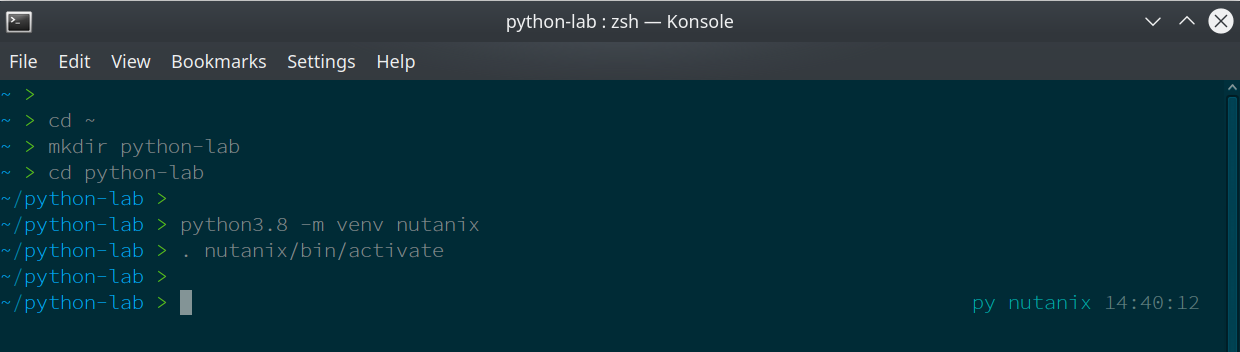 python-lab : zsh — Konsole
File Edit View Bookmarks Settings Help
~ >
~ > cd ~
~ > mkdir python-lab
~ > cd python-lab
~/python-lab >
~/python-lab > python3.8 -m venv nutanix
~/python-lab > . nutanix/bin/activate
~/python-lab >
~/python-lab > py nutanix 14:40:12